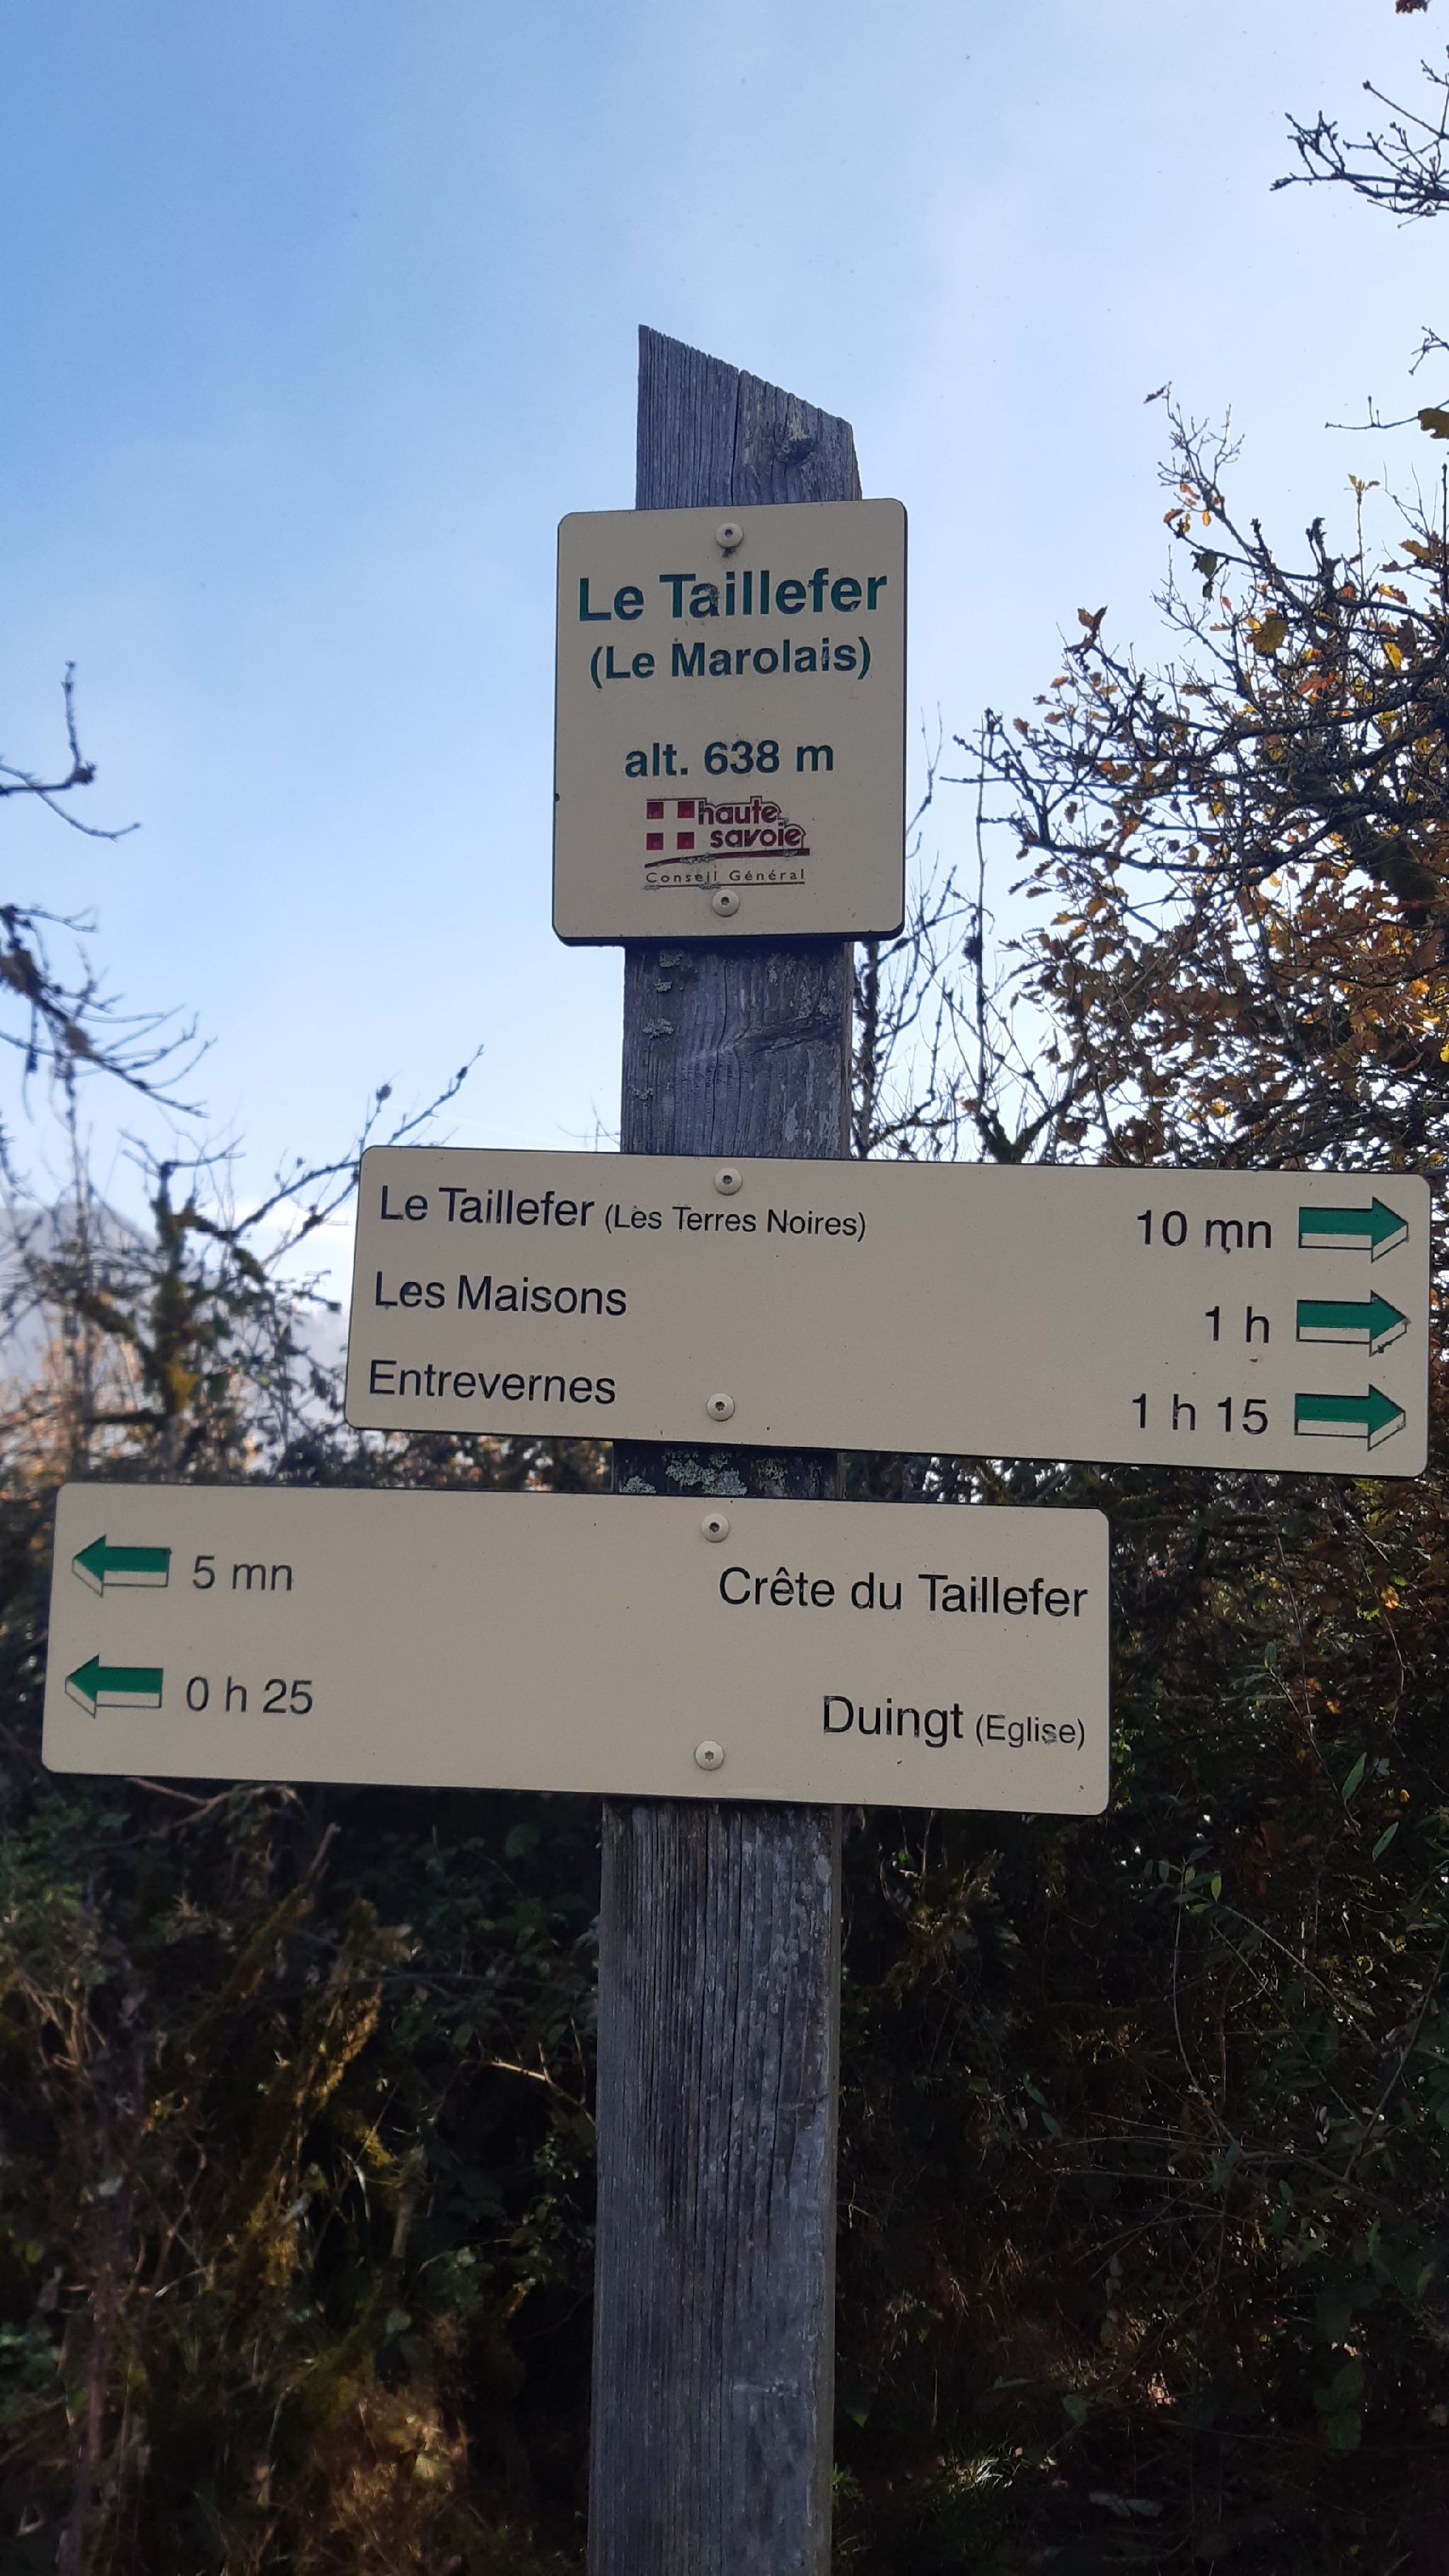 Le Taillefer
(Le Marolais)
alt. 638 m
haute
savoie
Conseil Général
Le Taillefer (Les Terres Noires) 10 mn
Les Maisons 1 h
Entrevernes 1 h 15
5 mn Crête du Taillefer
0 h 25 Duingt (Eglise)